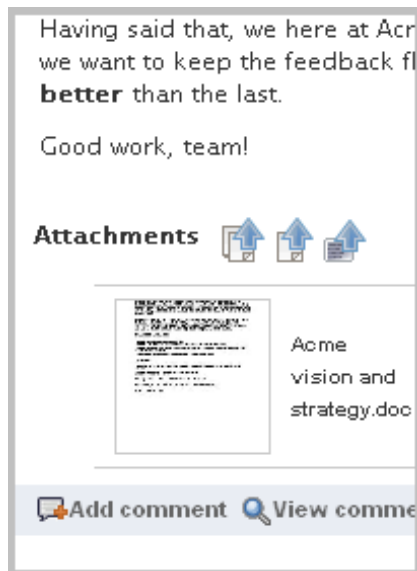 Having said that, we here at Acr
we want to keep the feedback fl
better than the last.
Good work, team!
Attachments
Acme
vision and
strategy.doc
Add comment View comme